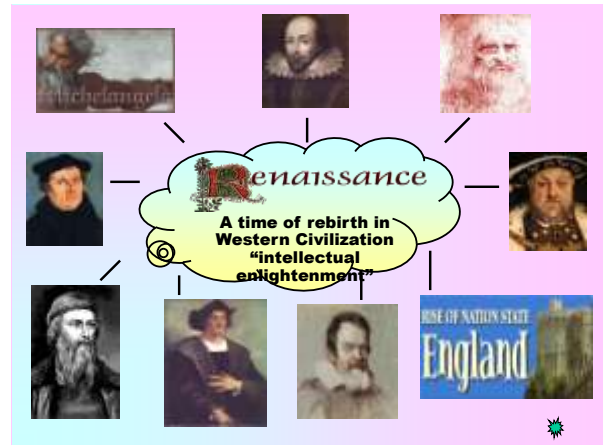 Michelangelo
Renaissance
A time of rebirth in
Western Civilization
“intellectual
enlightenment”
RISE OF NATION STATE
England